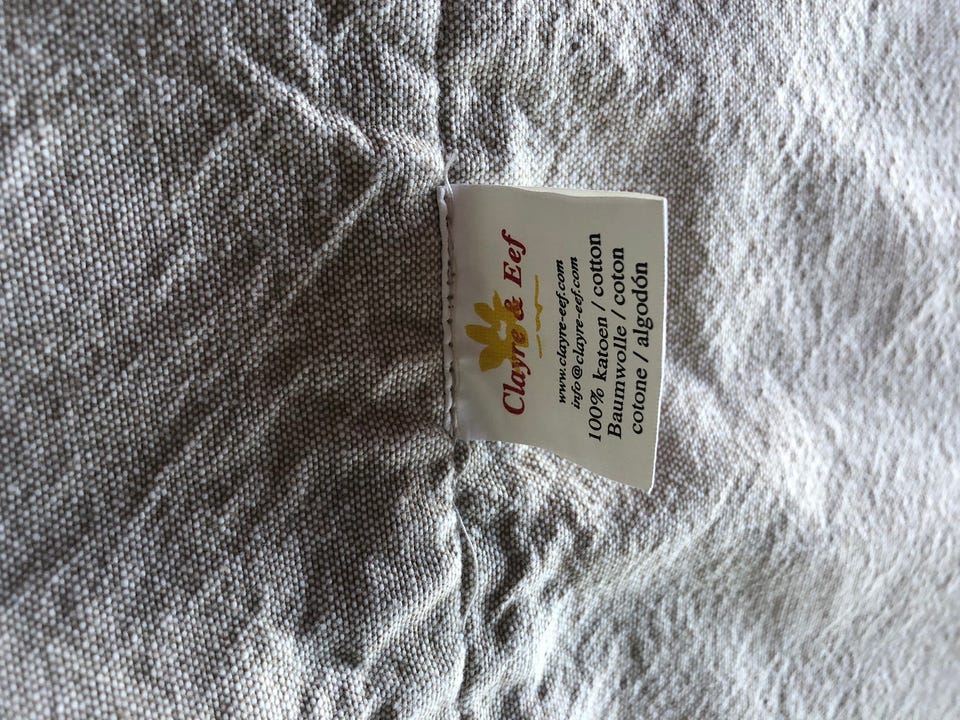 Clayre & Eef
www.clayre-eef.com
info@clayre-eef.com
100% katoen / cotton
Baumwolle / coton
cotone / algodón